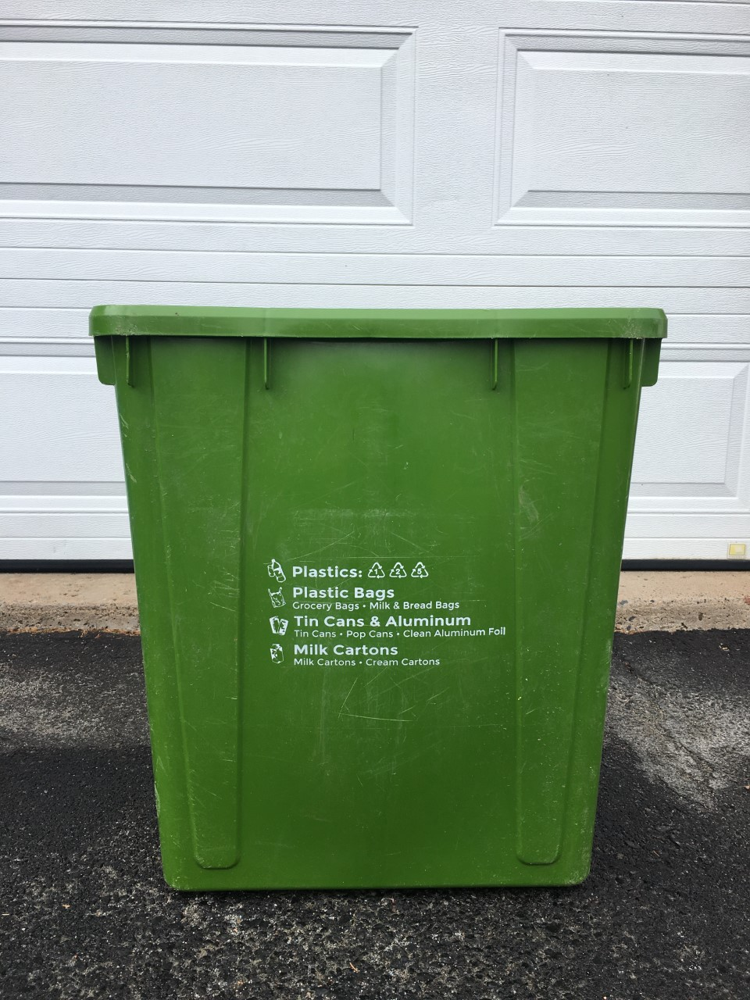 Plastics: 1 2 5
Plastic Bags
Grocery Bags • Milk & Bread Bags
Tin Cans & Aluminum
Tin Cans • Pop Cans • Clean Aluminum Foil
Milk Cartons
Milk Cartons • Cream Cartons